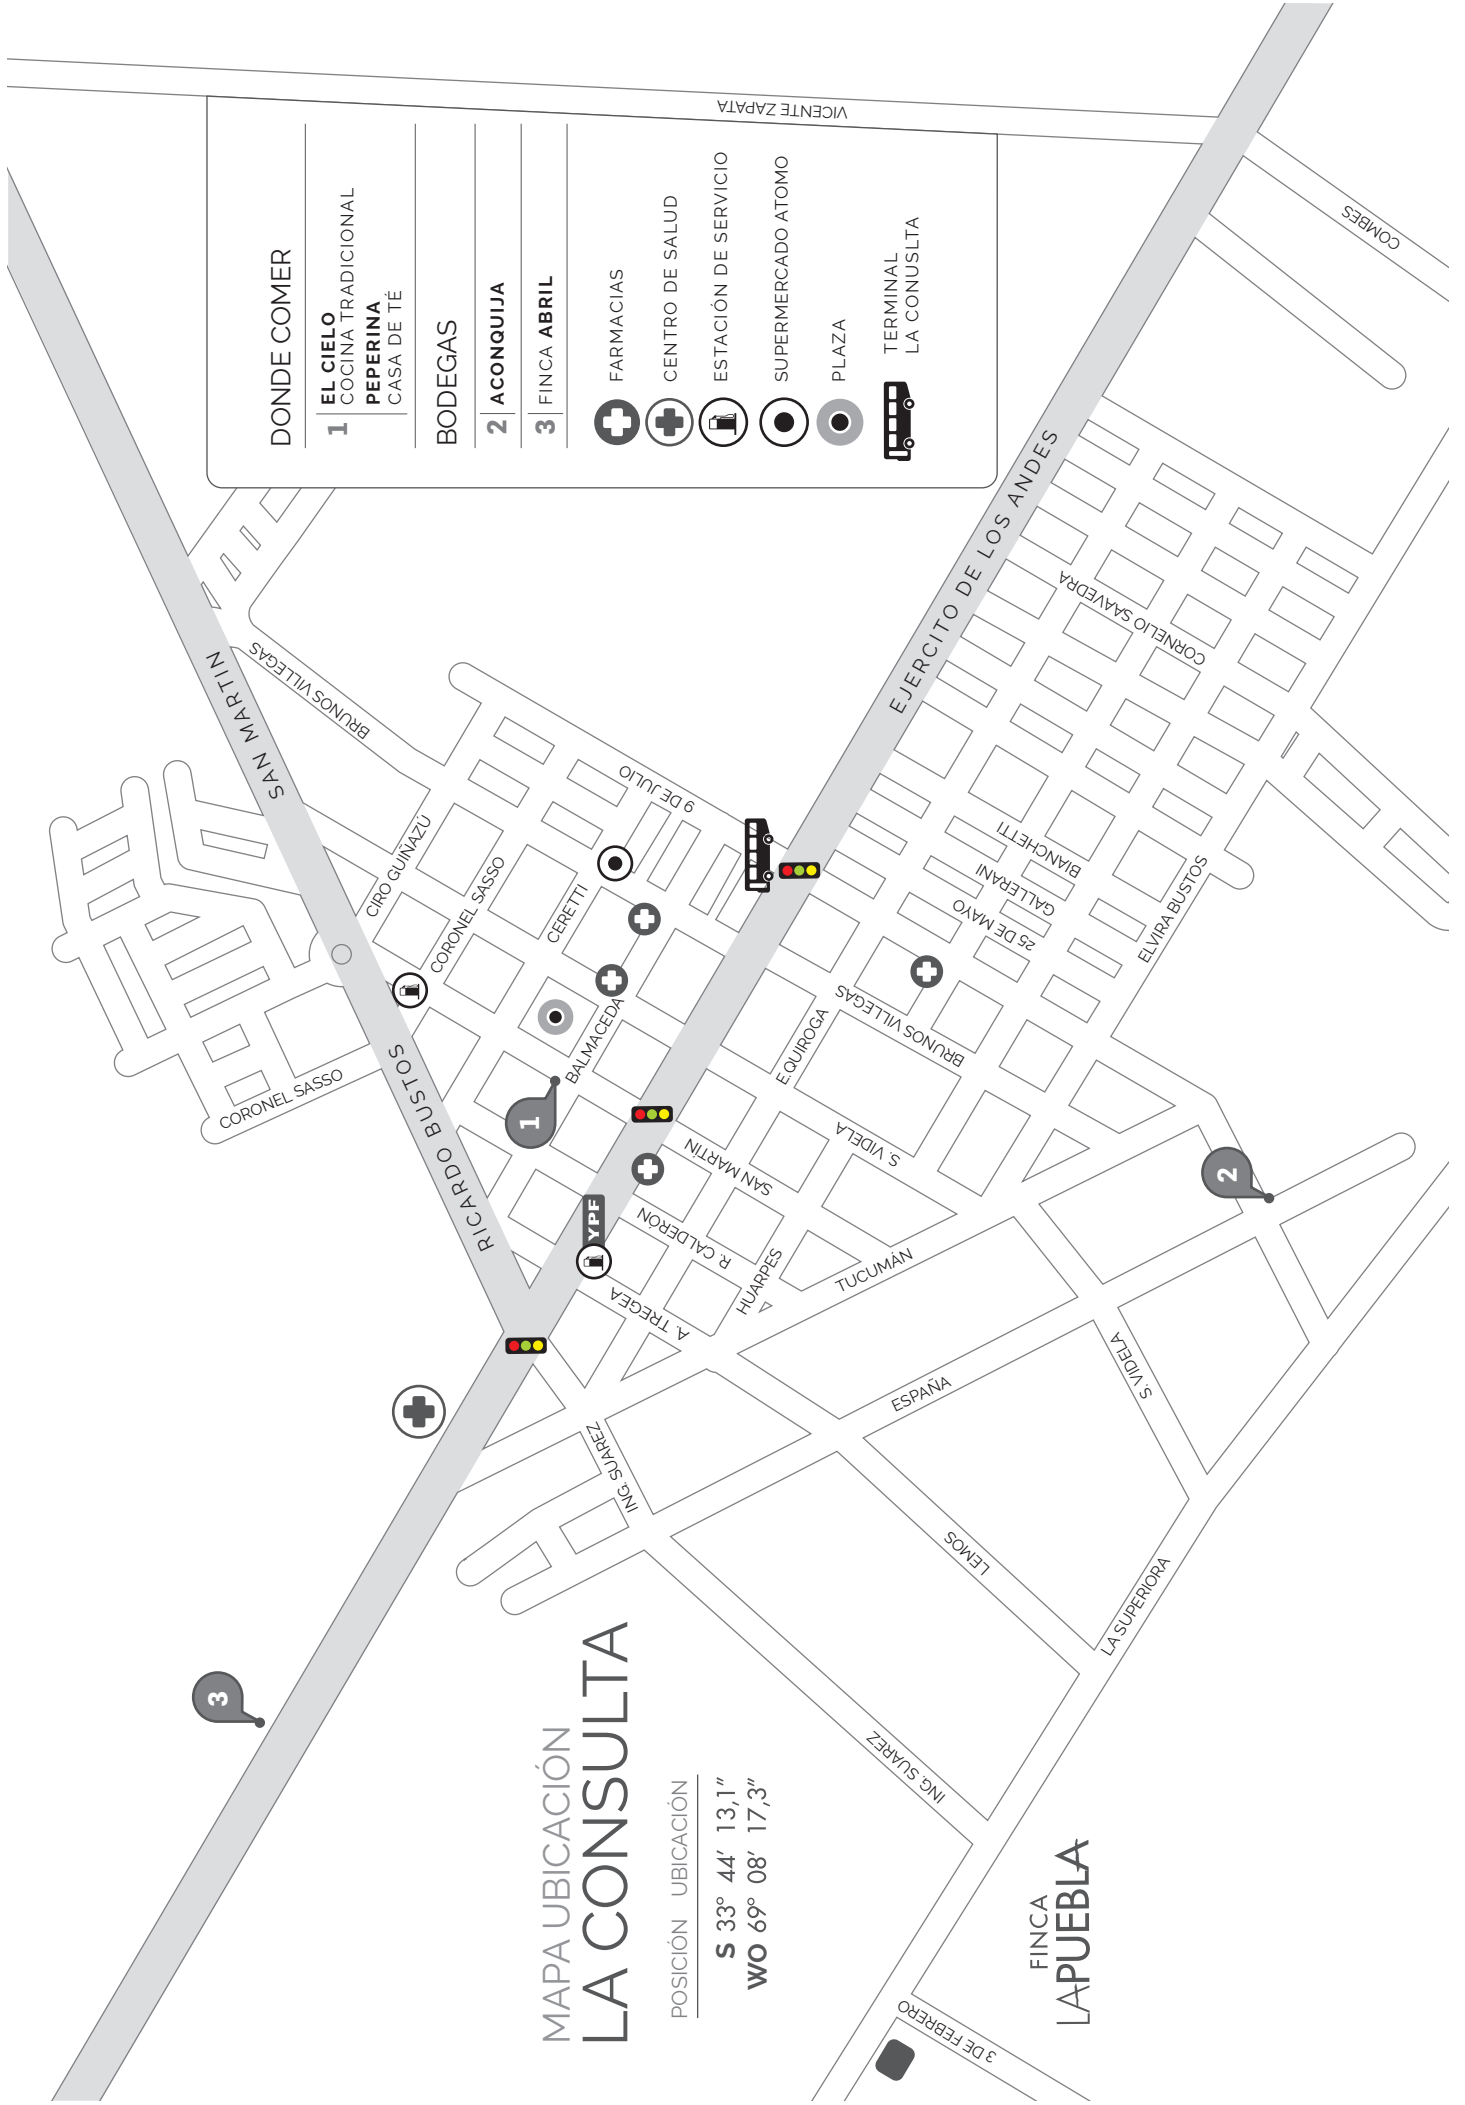 MAPA UBICACIÓN
LA CONSULTA
POSICIÓN UBICACIÓN
S 33° 44′ 13,1″
WO 69° 08′ 17,3″
DONDE COMER
1
EL CIELO
COCINA TRADICIONAL
PEPERINA
CASA DE TÉ
BODEGAS
2 ACONQUIJA
3 FINCA ABRIL
FARMACIAS
CENTRO DE SALUD
ESTACIÓN DE SERVICIO
SUPERMERCADO ATOMO
PLAZA
TERMINAL
LA CONUSLTA
VICENTE ZAPATA
COMBES
SAN MARTIN
BRUNOS VILLEGAS
CIRO GUIÑAZÚ
CORONEL SASSO
CERETTI
9 DE JULIO
BALMACEDA
CORONEL SASSO
RICARDO BUSTOS
EJERCITO DE LOS ANDES
CORNELIO SAAVEDRA
BIANCHETTI
GALLERANI
25 DE MAYO
ELVIRA BUSTOS
BRUNOS VILLEGAS
E.QUIROGA
S. VIDELA
SAN MARTÍN
R. CALDERÓN
HUARPES
A. TREGEA
TUCUMÁN
ESPAÑA
S. VIDELA
ING. SUAREZ
LEMOS
LA SUPERIORA
ING. SUAREZ
3 DE FEBRERO
YPF
1
2
3
FINCA
LAPUEBLA